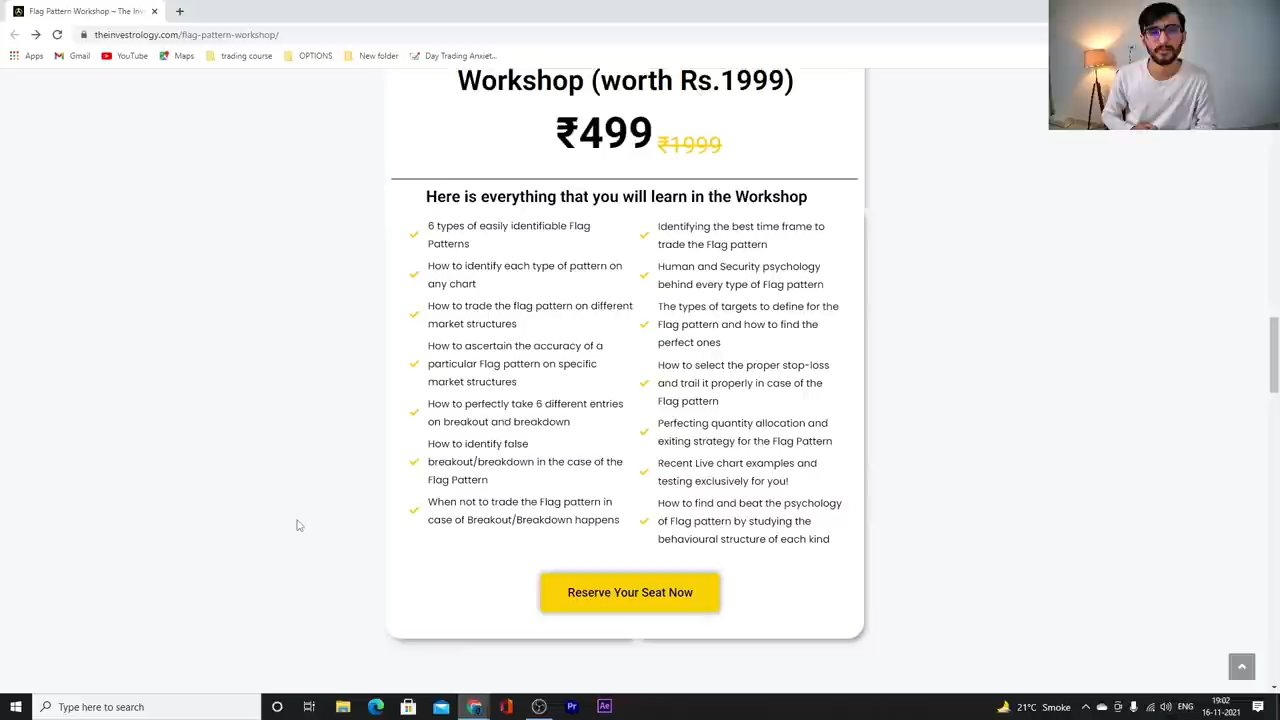 Flag Pattern Workshop – The Inv
theinvestrology.com/flag-pattern-workshop/
Apps
Gmail
YouTube
Maps
trading course
OPTIONS
New folder
Day Trading Anxiet...
Workshop (worth Rs.1999)
₹499 ₹1999
Here is everything that you will learn in the Workshop
6 types of easily identifiable Flag
Patterns
How to identify each type of pattern on
any chart
How to trade the flag pattern on different
market structures
How to ascertain the accuracy of a
particular Flag pattern on specific
market structures
How to perfectly take 6 different entries
on breakout and breakdown
How to identify false
breakout/breakdown in the case of the
Flag Pattern
When not to trade the Flag pattern in
case of Breakout/Breakdown happens
Identifying the best time frame to
trade the Flag pattern
Human and Security psychology
behind every type of Flag pattern
The types of targets to define for the
Flag pattern and how to find the
perfect ones
How to select the proper stop-loss
and trail it properly in case of the
Flag pattern
Perfecting quantity allocation and
exiting strategy for the Flag Pattern
Recent Live chart examples and
testing exclusively for you!
How to find and beat the psychology
of Flag pattern by studying the
behavioural structure of each kind
Reserve Your Seat Now
Type here to search
Pr
Ae
21°C Smoke
ENG
19:02
16-11-2021